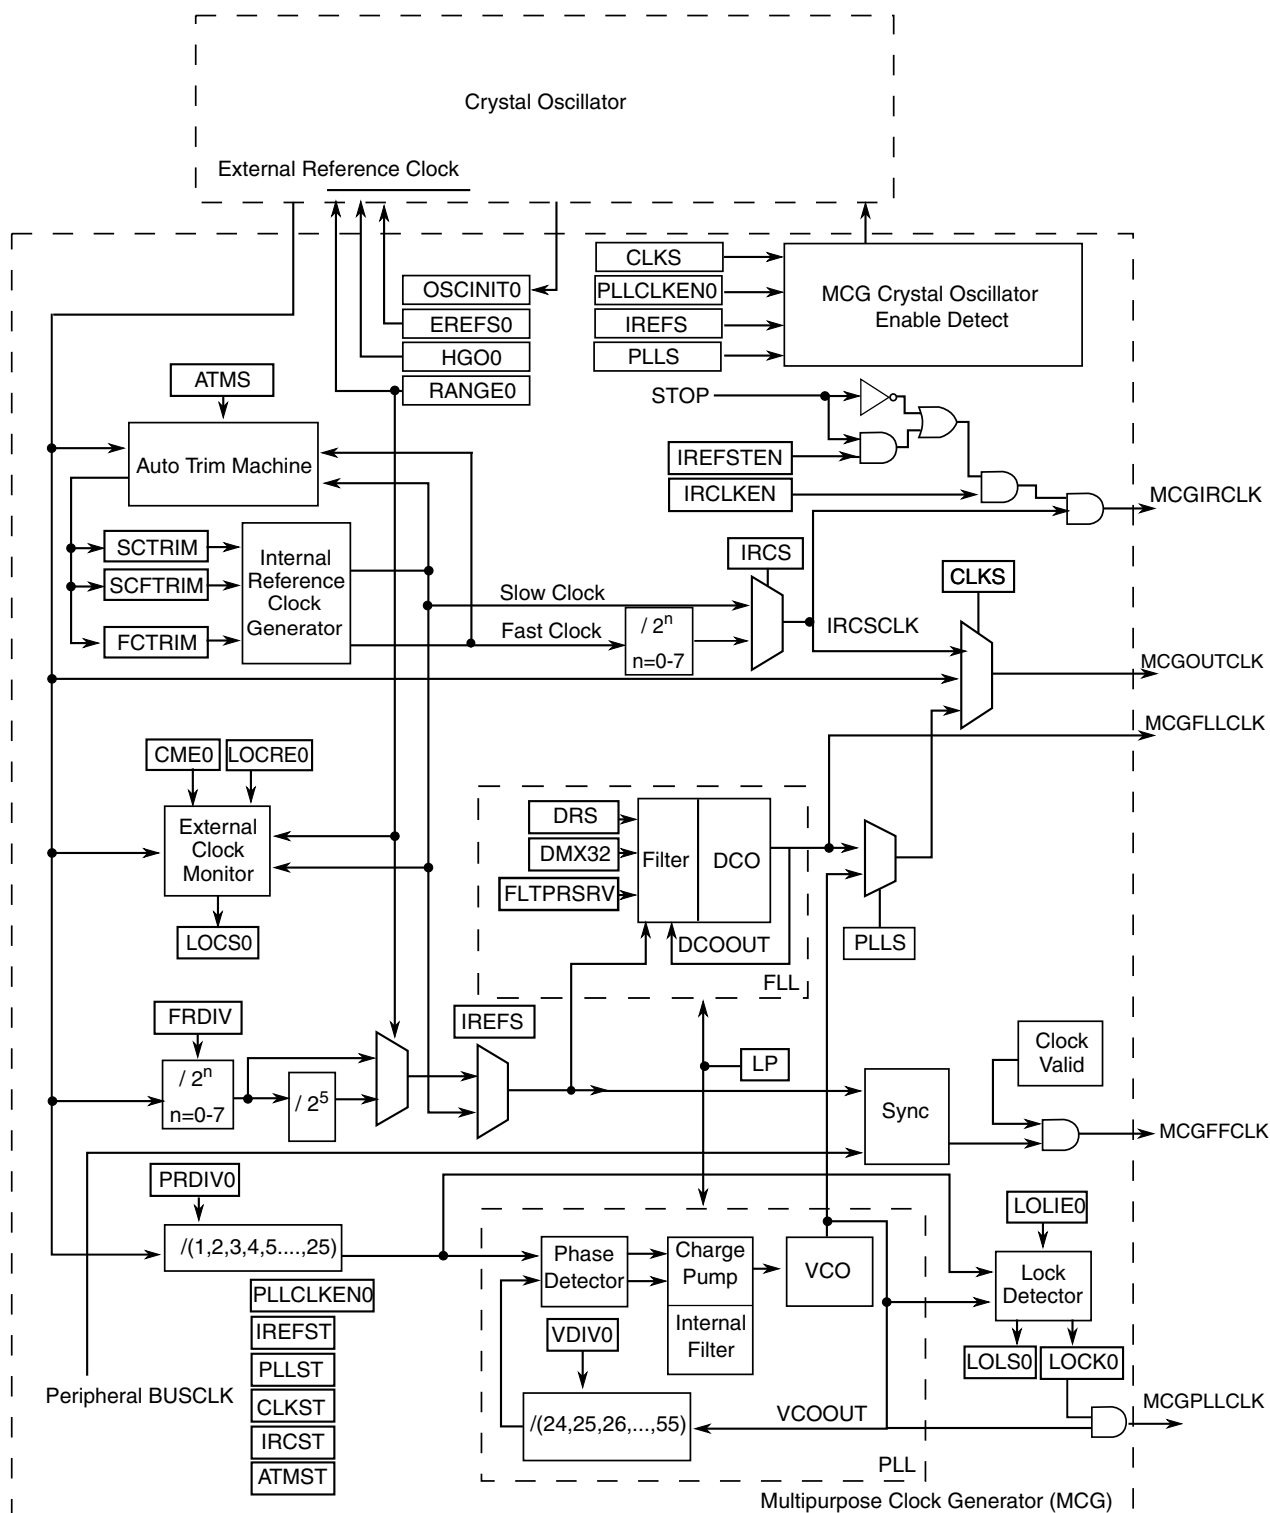 Crystal Oscillator
External Reference Clock
CLKS
OSCINIT0
PLLCLKEN0
MCG Crystal Oscillator
Enable Detect
EREFS0
IREFS
HGO0
PLLS
RANGE0
ATMS
STOP
Auto Trim Machine
IREFSTEN
IRCLKEN
MCGIRCLK
SCTRIM
SCFTRIM
FCTRIM
Internal
Reference
Clock
Generator
IRCS
CLKS
Slow Clock
Fast Clock
/ 2n
n=0-7
IRCSCLK
MCGOUTCLK
MCGFLLCLK
CME0
LOCRE0
External
Clock
Monitor
LOCS0
DRS
DMX32
FLTPRSRV
Filter
DCO
DCOOUT
FLL
PLLS
FRDIV
IREFS
/ 2n
n=0-7
/ 25
LP
Clock
Valid
Sync
MCGFFCLK
PRDIV0
/(1,2,3,4,5....,25)
LOLIE0
Phase
Detector
Charge
Pump
Internal
Filter
VCO
Lock
Detector
PLLCLKEN0
IREFST
PLLST
CLKST
IRCST
ATMST
VDIV0
LOLS0
LOCK0
Peripheral BUSCLK
/(24,25,26,...,55)
VCOOUT
MCGPLLCLK
PLL
Multipurpose Clock Generator (MCG)